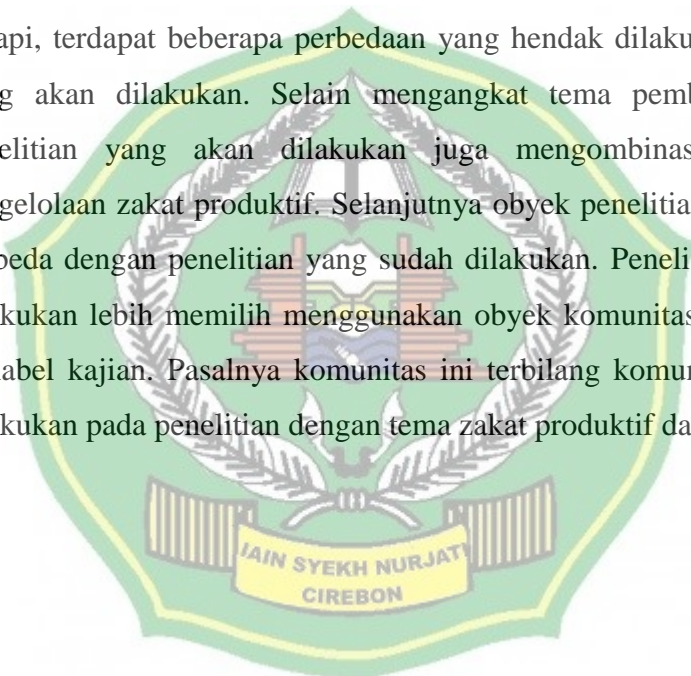 api, terdapat beberapa perbedaan yang hendak dilaku
akan dilakukan. Selain mengangkat tema pemb
elitian yang akan dilakukan juga mengombinas
gelolaan zakat produktif. Selanjutnya obyek penelitia
beda dengan penelitian yang sudah dilakukan. Peneli
kukan lebih memilih menggunakan obyek komunitas
abel kajian. Pasalnya komunitas ini terbilang komu
kukan pada penelitian dengan tema zakat produktif da
IAIN SYEKH NURJATI
CIREBON